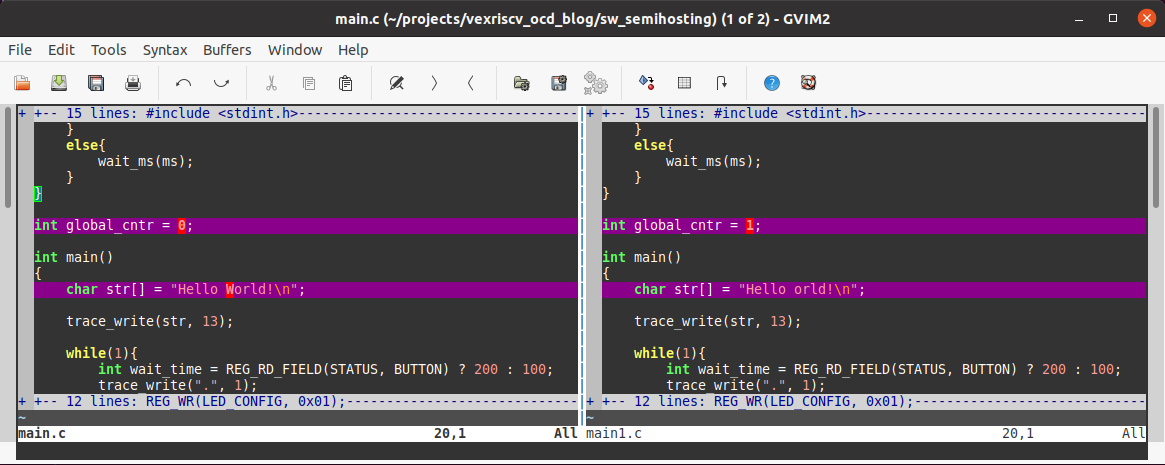 main.c (~/projects/vexriscv_ocd_blog/sw_semihosting) (1 of 2) - GVIM2
File Edit Tools Syntax Buffers Window Help
+ +-- 15 lines: #include <stdint.h>-----------------------------------
    }
    else{
        wait_ms(ms);
    }
}
int global_cntr = 0;
int main()
{
    char str[] = "Hello World!\n";
    trace_write(str, 13);
    while(1){
        int wait_time = REG_RD_FIELD(STATUS, BUTTON) ? 200 : 100;
        trace_write(".", 1);
+ +-- 12 lines: REG_WR(LED_CONFIG, 0x01);-----------------------------
~
main.c 20,1 All
+ +-- 15 lines: #include <stdint.h>-----------------------------------
    }
    else{
        wait_ms(ms);
    }
}
int global_cntr = 1;
int main()
{
    char str[] = "Hello orld!\n";
    trace_write(str, 13);
    while(1){
        int wait_time = REG_RD_FIELD(STATUS, BUTTON) ? 200 : 100;
        trace_write(".", 1);
+ +-- 12 lines: REG_WR(LED_CONFIG, 0x01);-----------------------------
~
main1.c 20,1 All